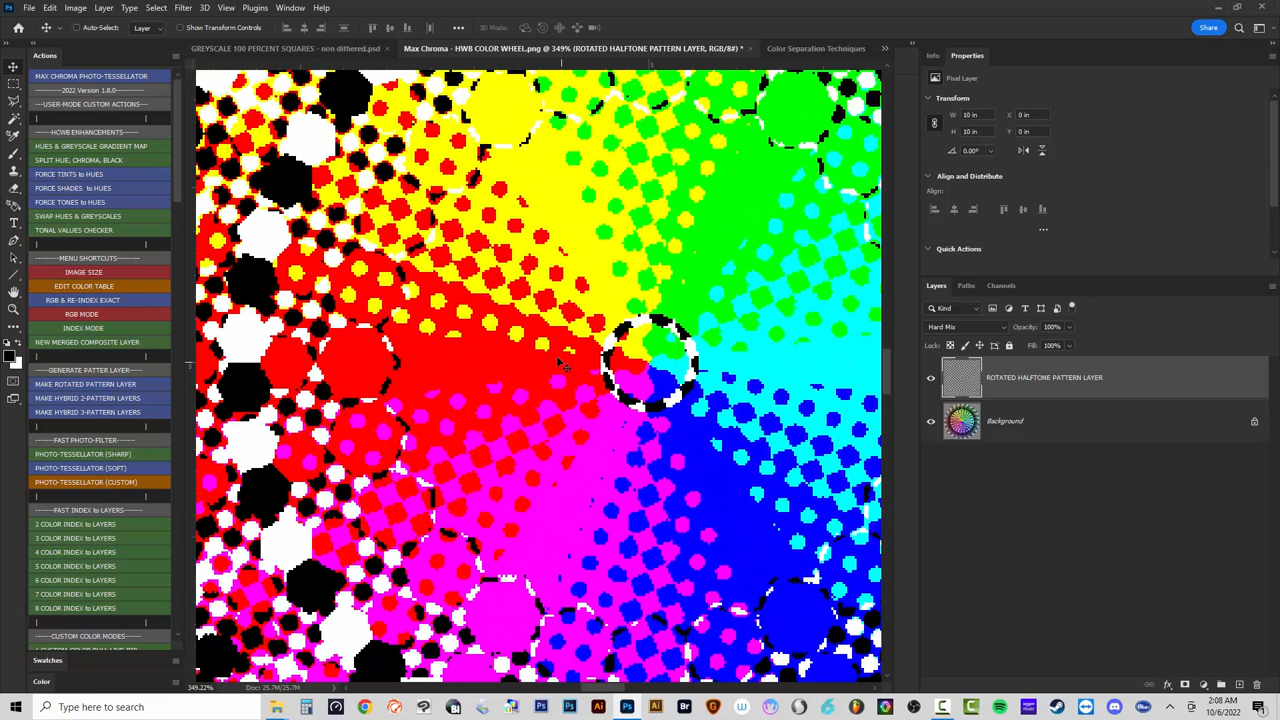 File Edit Image Layer Type Select Filter 3D View Plugins Window Help
Auto-Select: Layer Show Transform Controls 3D Mode: Share
Actions
GREYSCALE 100 PERCENT SQUARES - non dithered.psd × Max Chroma - HWB COLOR WHEEL.png @ 349% (ROTATED HALFTONE PATTERN LAYER, RGB/8#) * × Color Separation Techniques
MAX CHROMA PHOTO-TESSELLATOR
----------2022 Version 1.8.0----------
---USER-MODE CUSTOM ACTIONS---
------HCWB ENHANCEMENTS------
HUES & GREYSCALE GRADIENT MAP
SPLIT HUE, CHROMA, BLACK
FORCE TINTS to HUES
FORCE SHADES to HUES
FORCE TONES to HUES
SWAP HUES & GREYSCALES
TONAL VALUES CHECKER
--------MENU SHORTCUTS-------
IMAGE SIZE
EDIT COLOR TABLE
RGB & RE-INDEX EXACT
RGB MODE
INDEX MODE
NEW MERGED COMPOSITE LAYER
-----GENERATE PATTER LAYER-----
MAKE ROTATED PATTERN LAYER
MAKE HYBRID 2-PATTERN LAYERS
MAKE HYBRID 3-PATTERN LAYERS
------FAST PHOTO-FILTER-------
PHOTO-TESSELLATOR (SHARP)
PHOTO-TESSELLATOR (SOFT)
PHOTO-TESSELLATOR (CUSTOM)
------FAST INDEX to LAYERS------
2 COLOR INDEX to LAYERS
3 COLOR INDEX to LAYERS
4 COLOR INDEX to LAYERS
5 COLOR INDEX to LAYERS
6 COLOR INDEX to LAYERS
7 COLOR INDEX to LAYERS
8 COLOR INDEX to LAYERS
------CUSTOM COLOR MODES-----
Swatches
Color
349.22% Doc: 25.7M/25.7M
Info Properties
Pixel Layer
Transform
W 10 in X 0 in
H 10 in Y 0 in
0.00°
Align and Distribute
Align:
Quick Actions
Layers Paths Channels
Kind
Hard Mix Opacity: 100%
Lock: Fill: 100%
ROTATED HALFTONE PATTERN LAYER
Background
Type here to search
2:08 AM
10/6/2022